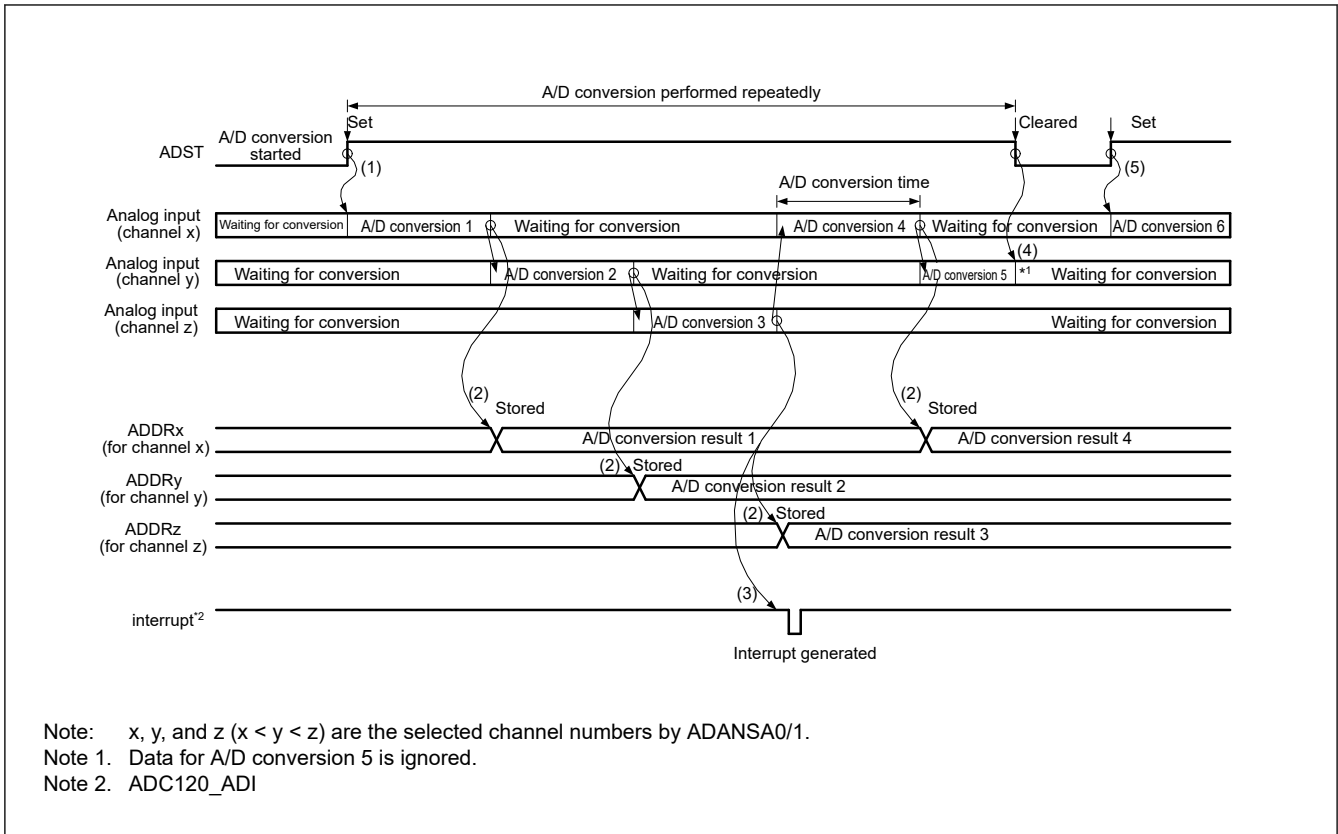 A/D conversion performed repeatedly
Set
Cleared
Set
A/D conversion
started
ADST
(1)
(5)
A/D conversion time
Analog input
(channel x)
Waiting for conversion
A/D conversion 1
Waiting for conversion
A/D conversion 4
Waiting for conversion
A/D conversion 6
(4)
Analog input
(channel y)
Waiting for conversion
A/D conversion 2
Waiting for conversion
A/D conversion 5
*1
Waiting for conversion
Analog input
(channel z)
Waiting for conversion
A/D conversion 3
Waiting for conversion
(2)
Stored
(2)
Stored
ADDRx
(for channel x)
A/D conversion result 1
A/D conversion result 4
(2)
Stored
ADDRy
(for channel y)
A/D conversion result 2
(2)
Stored
ADDRz
(for channel z)
A/D conversion result 3
(3)
interrupt*2
Interrupt generated
Note: x, y, and z (x < y < z) are the selected channel numbers by ADANSA0/1.
Note 1. Data for A/D conversion 5 is ignored.
Note 2. ADC120_ADI